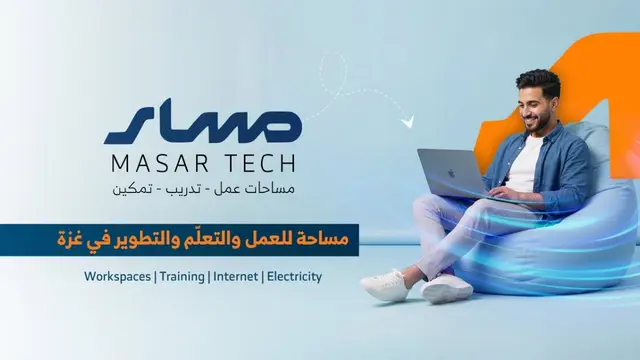 مسار
MASAR TECH
مساحات عمل - تدريب - تمكين
مساحة للعمل والتعلّم والتطوير في غزة
Workspaces | Training | Internet | Electricity